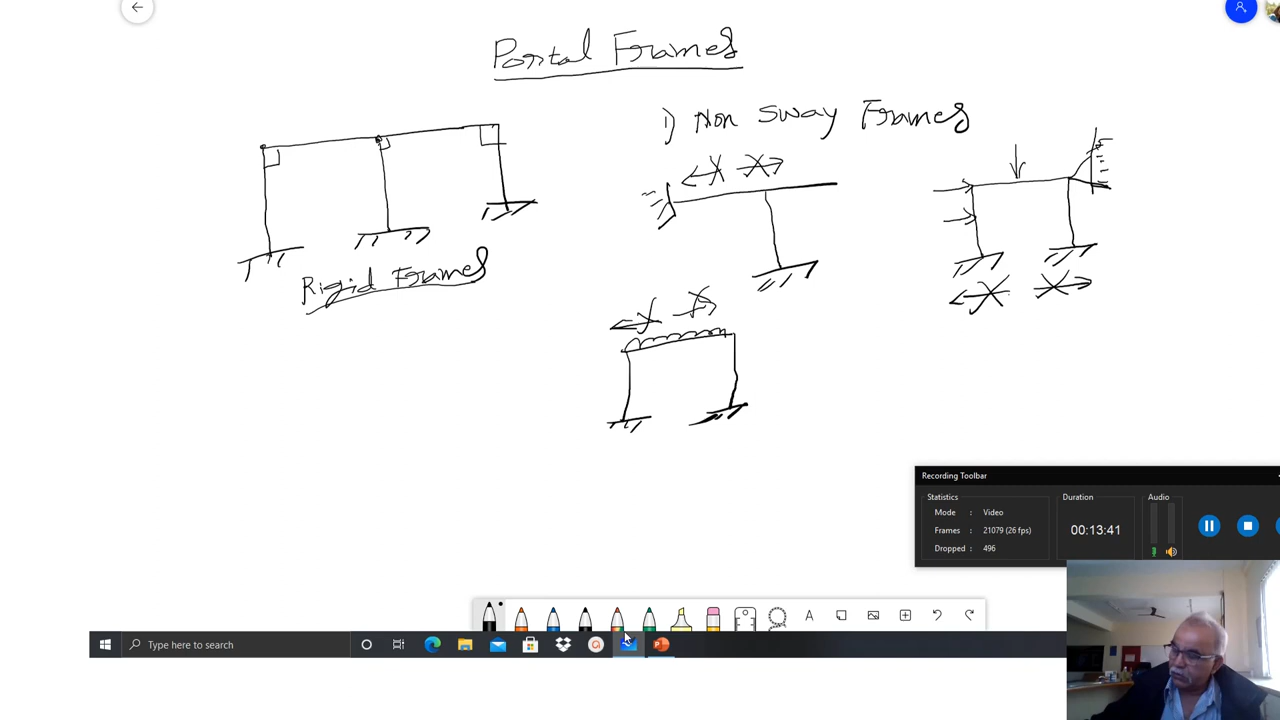 Portal Frames
1) Non Sway Frames
Rigid Frames
Recording Toolbar
Statistics
Duration
Audio
Mode : Video
Frames : 21079 (26 fps)
00:13:41
Dropped : 496
A
Type here to search